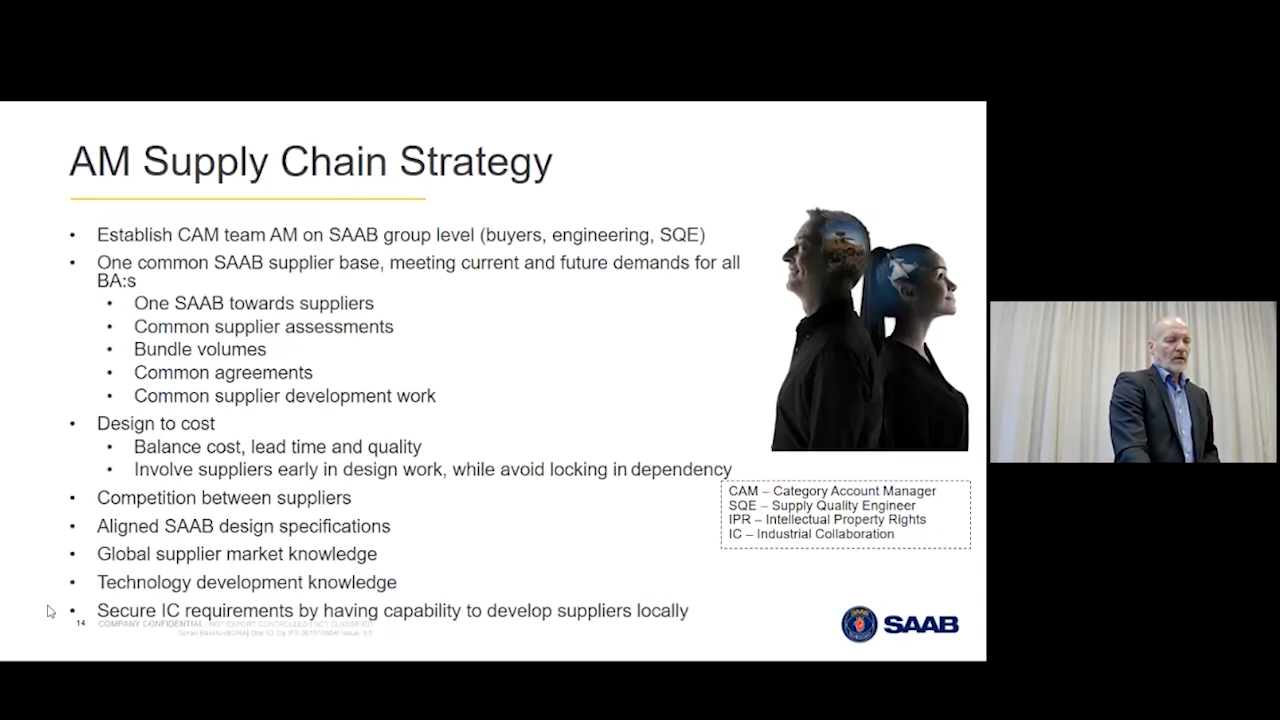 AM Supply Chain Strategy
• Establish CAM team AM on SAAB group level (buyers, engineering, SQE)
• One common SAAB supplier base, meeting current and future demands for all
BA:s
• One SAAB towards suppliers
• Common supplier assessments
• Bundle volumes
• Common agreements
• Common supplier development work
• Design to cost
• Balance cost, lead time and quality
• Involve suppliers early in design work, while avoid locking in dependency
• Competition between suppliers
• Aligned SAAB design specifications
• Global supplier market knowledge
• Technology development knowledge
• Secure IC requirements by having capability to develop suppliers locally
CAM – Category Account Manager
SQE – Supply Quality Engineer
IPR – Intellectual Property Rights
IC – Industrial Collaboration
14 COMPANY CONFIDENTIAL | NOT EXPORT CONTROLLED | NOT CLASSIFIED
SAAB